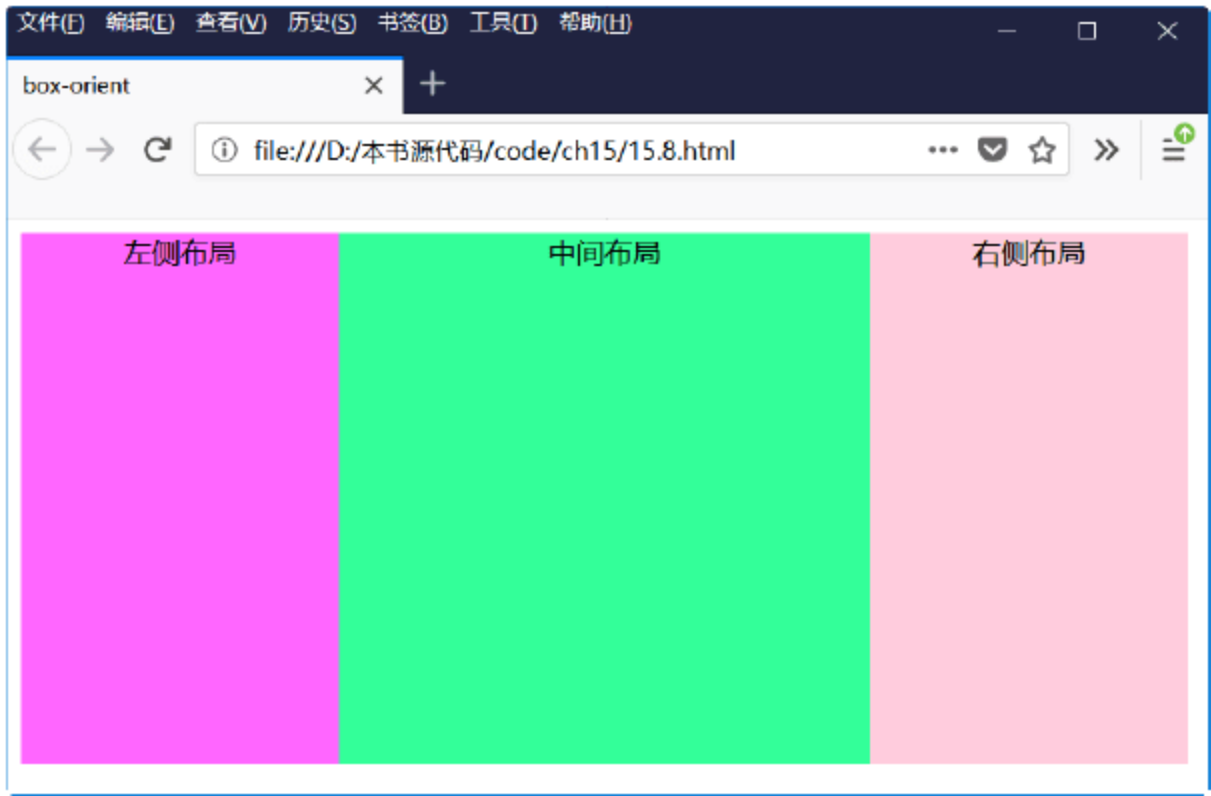 文件(F) 编辑(E) 查看(V) 历史(S) 书签(B) 工具(T) 帮助(H)
box-orient
file:///D:/本书源代码/code/ch15/15.8.html
左侧布局 中间布局 右侧布局